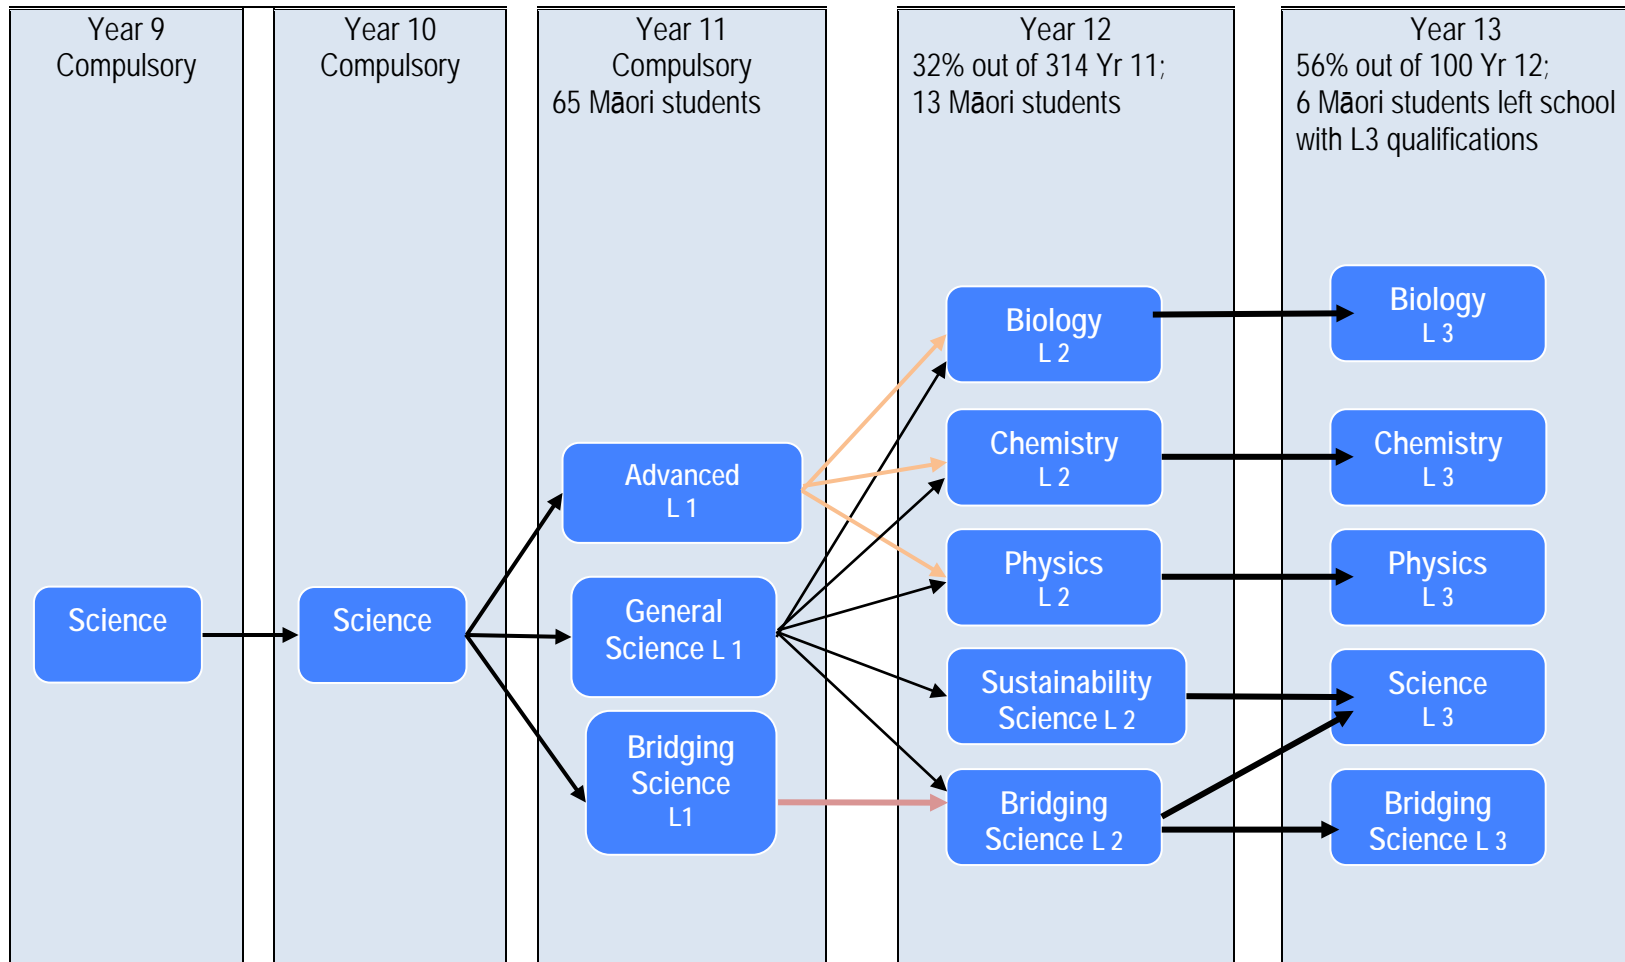 Year 9
Compulsory
Year 10
Compulsory
Year 11
Compulsory
65 Māori students
Year 12
32% out of 314 Yr 11;
13 Māori students
Year 13
56% out of 100 Yr 12;
6 Māori students left school
with L3 qualifications
Science
Science
Advanced
L 1
General
Science L 1
Bridging
Science
L1
Biology
L 2
Chemistry
L 2
Physics
L 2
Sustainability
Science L 2
Bridging
Science L 2
Biology
L 3
Chemistry
L 3
Physics
L 3
Science
L 3
Bridging
Science L 3